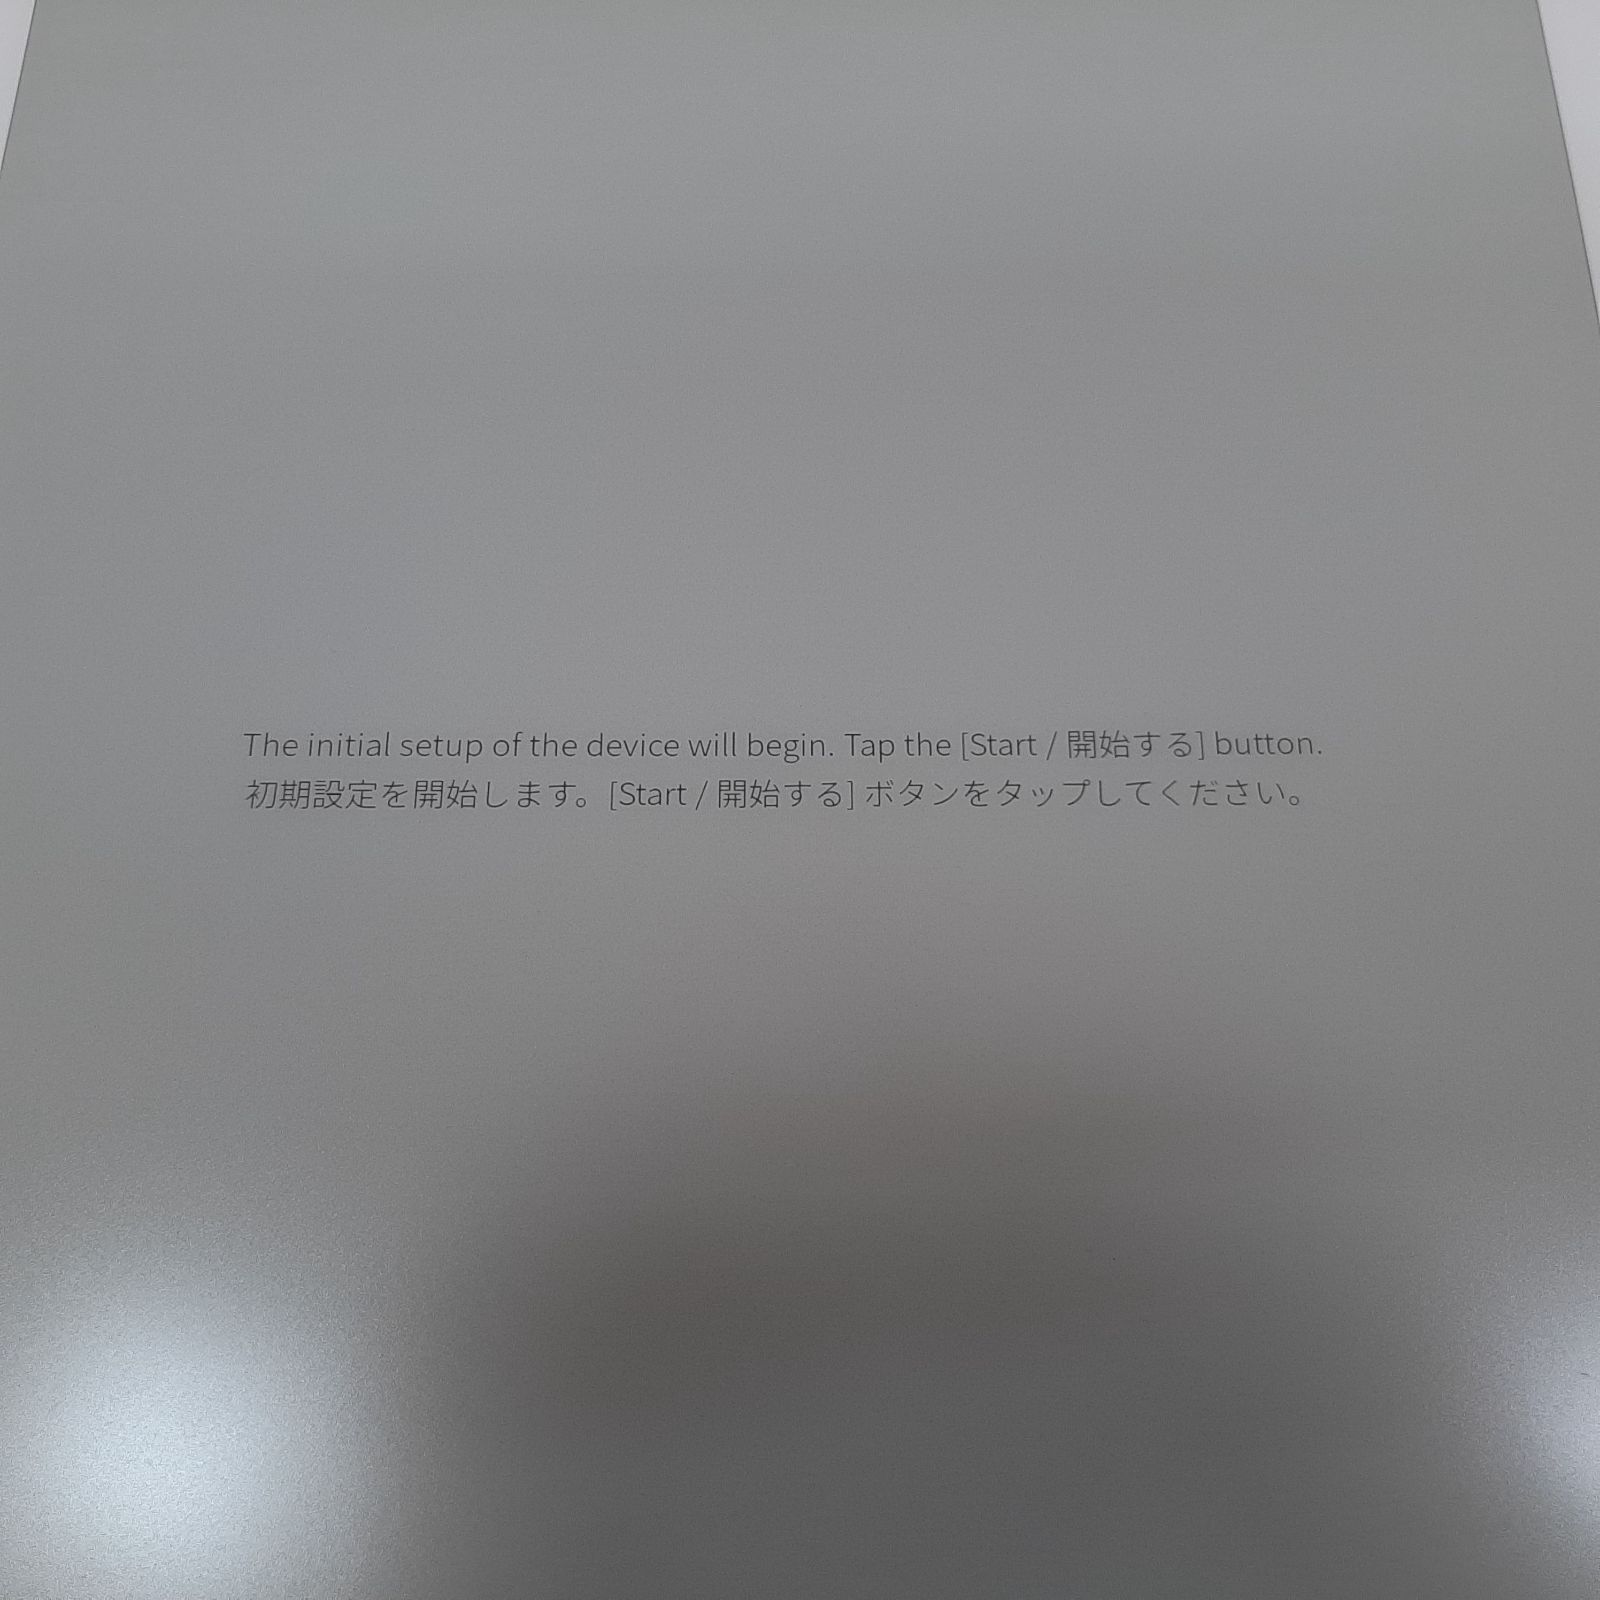 The initial setup of the device will begin. Tap the [Start / 開始する] button.
初期設定を開始します。[Start / 開始する] ボタンをタップしてください。